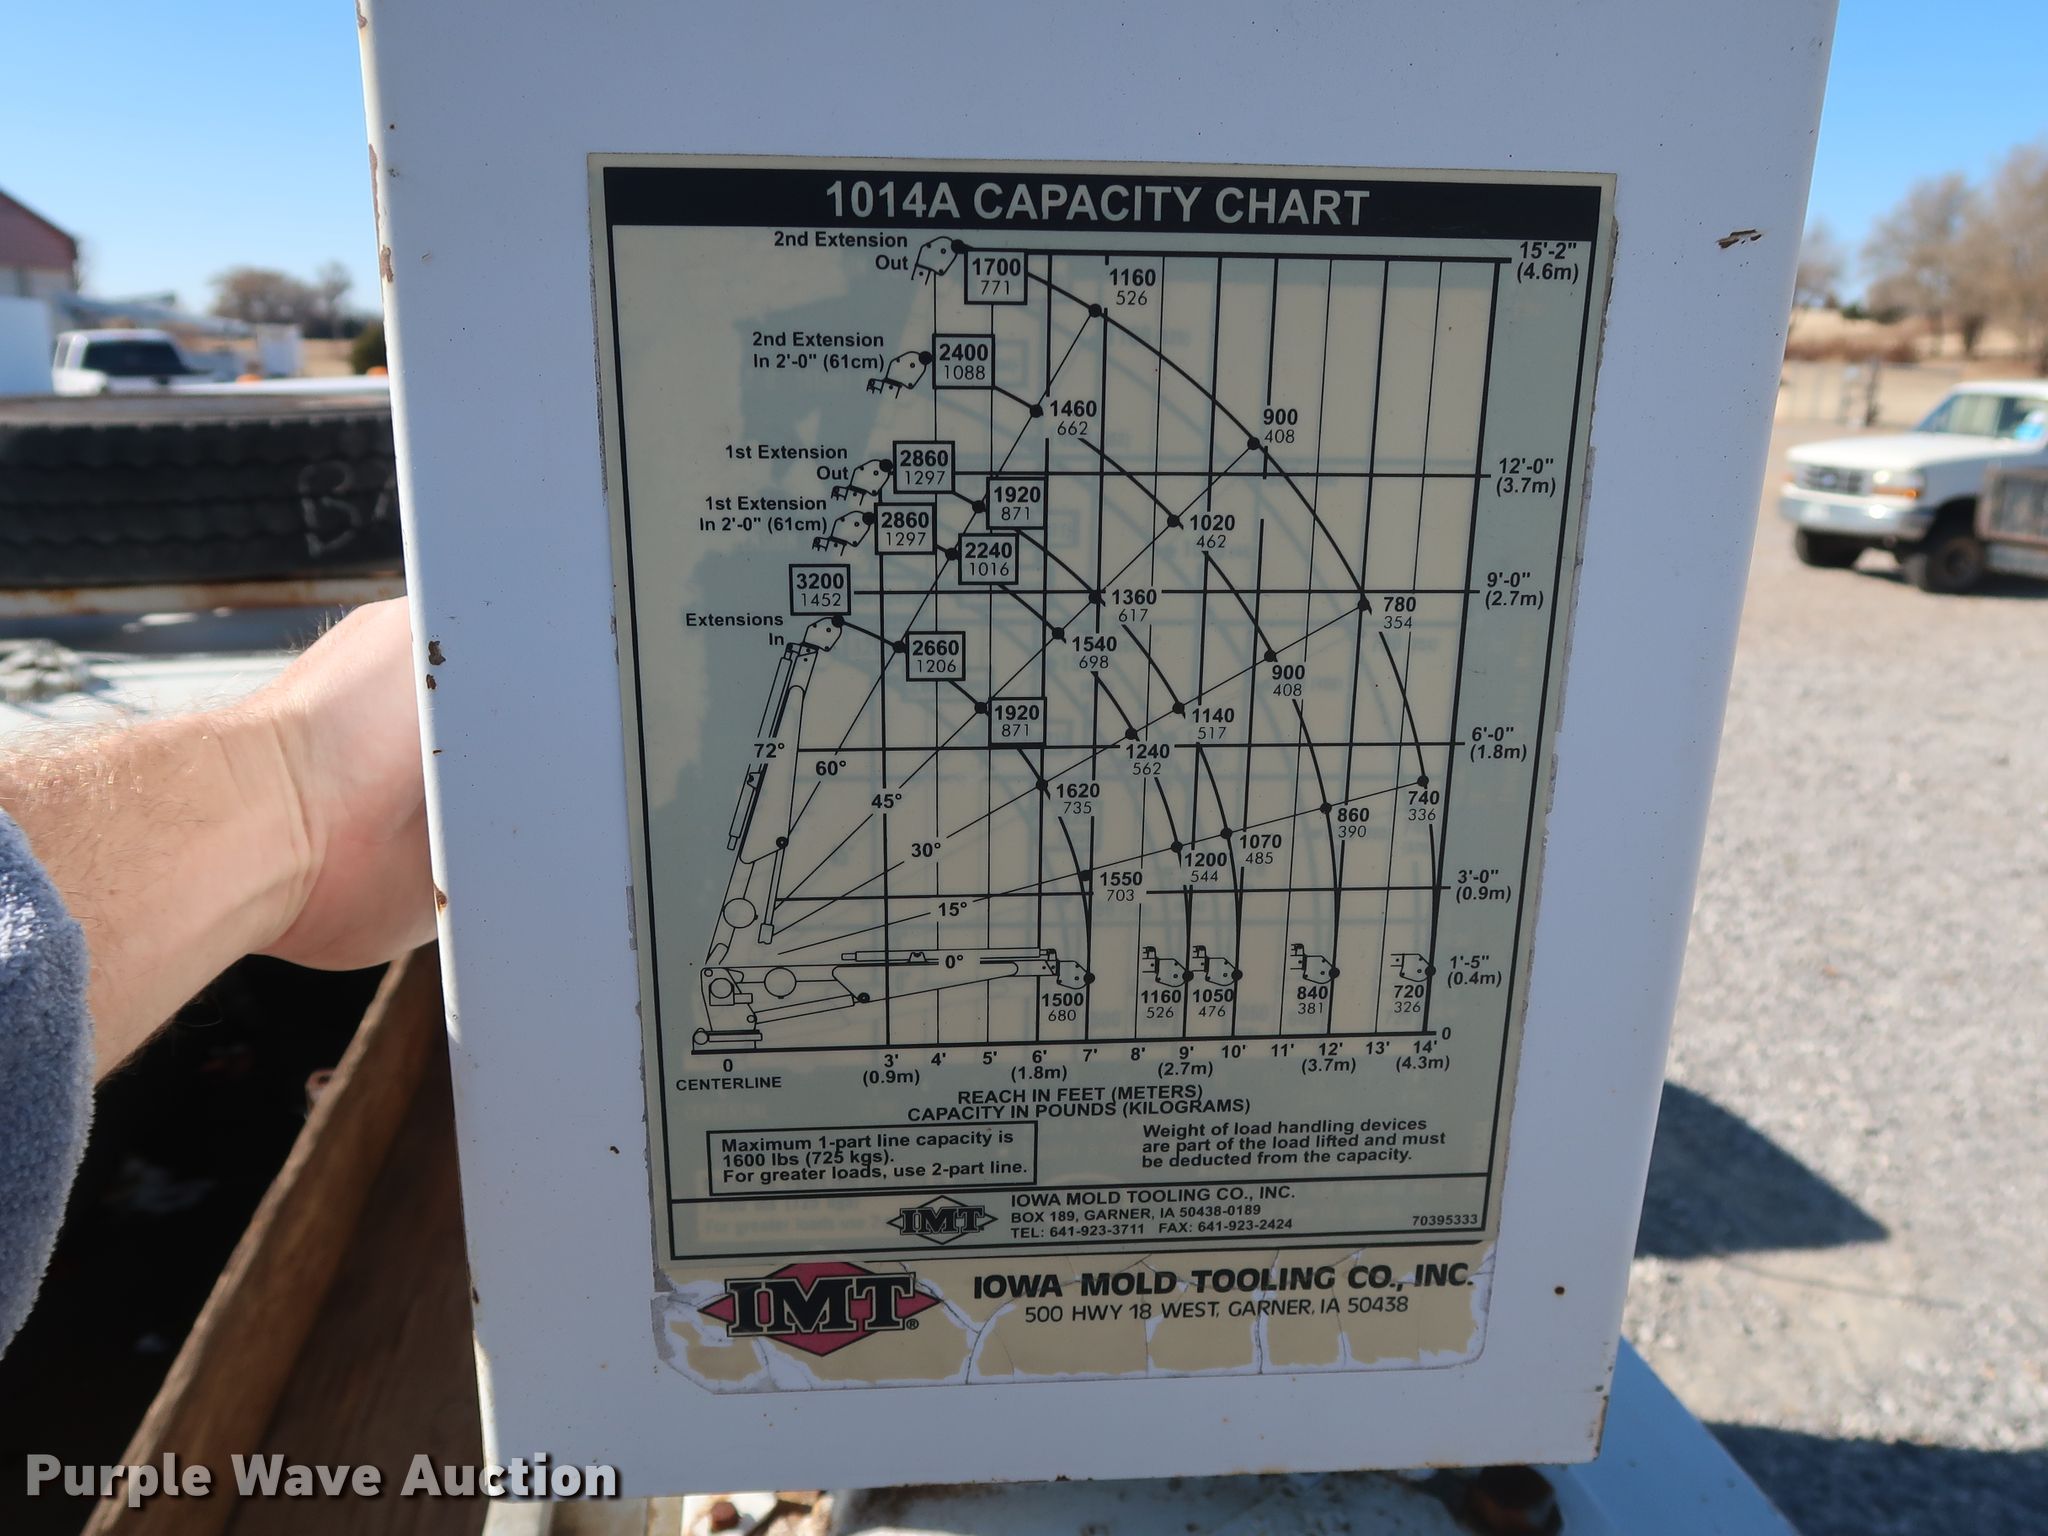 1014A CAPACITY CHART
2nd Extension
Out
1700
771
1160
526
15'-2"
(4.6m)
2nd Extension
In 2'-0" (61cm)
2400
1088
1460
662
900
408
1st Extension
Out
2860
1297
12'-0"
(3.7m)
1920
871
1st Extension
In 2'-0" (61cm)
2860
1297
1020
462
2240
1016
3200
1452
9'-0"
(2.7m)
1360
617
780
354
Extensions
In
2660
1206
1540
698
900
408
1920
871
1140
517
6'-0"
(1.8m)
72°
60°
1240
562
45°
1620
735
740
336
860
390
30°
1070
485
1200
544
1550
703
3'-0"
(0.9m)
15°
0°
1'-5"
(0.4m)
1500
680
1160
526
1050
476
840
381
720
326
0
0
CENTERLINE
3' 4' 5' 6' 7' 8' 9' 10' 11' 12' 13' 14'
(0.9m) (1.8m) (2.7m) (3.7m) (4.3m)
REACH IN FEET (METERS)
CAPACITY IN POUNDS (KILOGRAMS)
Maximum 1-part line capacity is
1600 lbs (725 kgs).
For greater loads, use 2-part line.
Weight of load handling devices
are part of the load lifted and must
be deducted from the capacity.
IMT
IOWA MOLD TOOLING CO., INC.
BOX 189, GARNER, IA 50438-0189
TEL: 641-923-3711 FAX: 641-923-2424
70395333
IMT®
IOWA MOLD TOOLING CO., INC.
500 HWY 18 WEST, GARNER, IA 50438
Purple Wave Auction